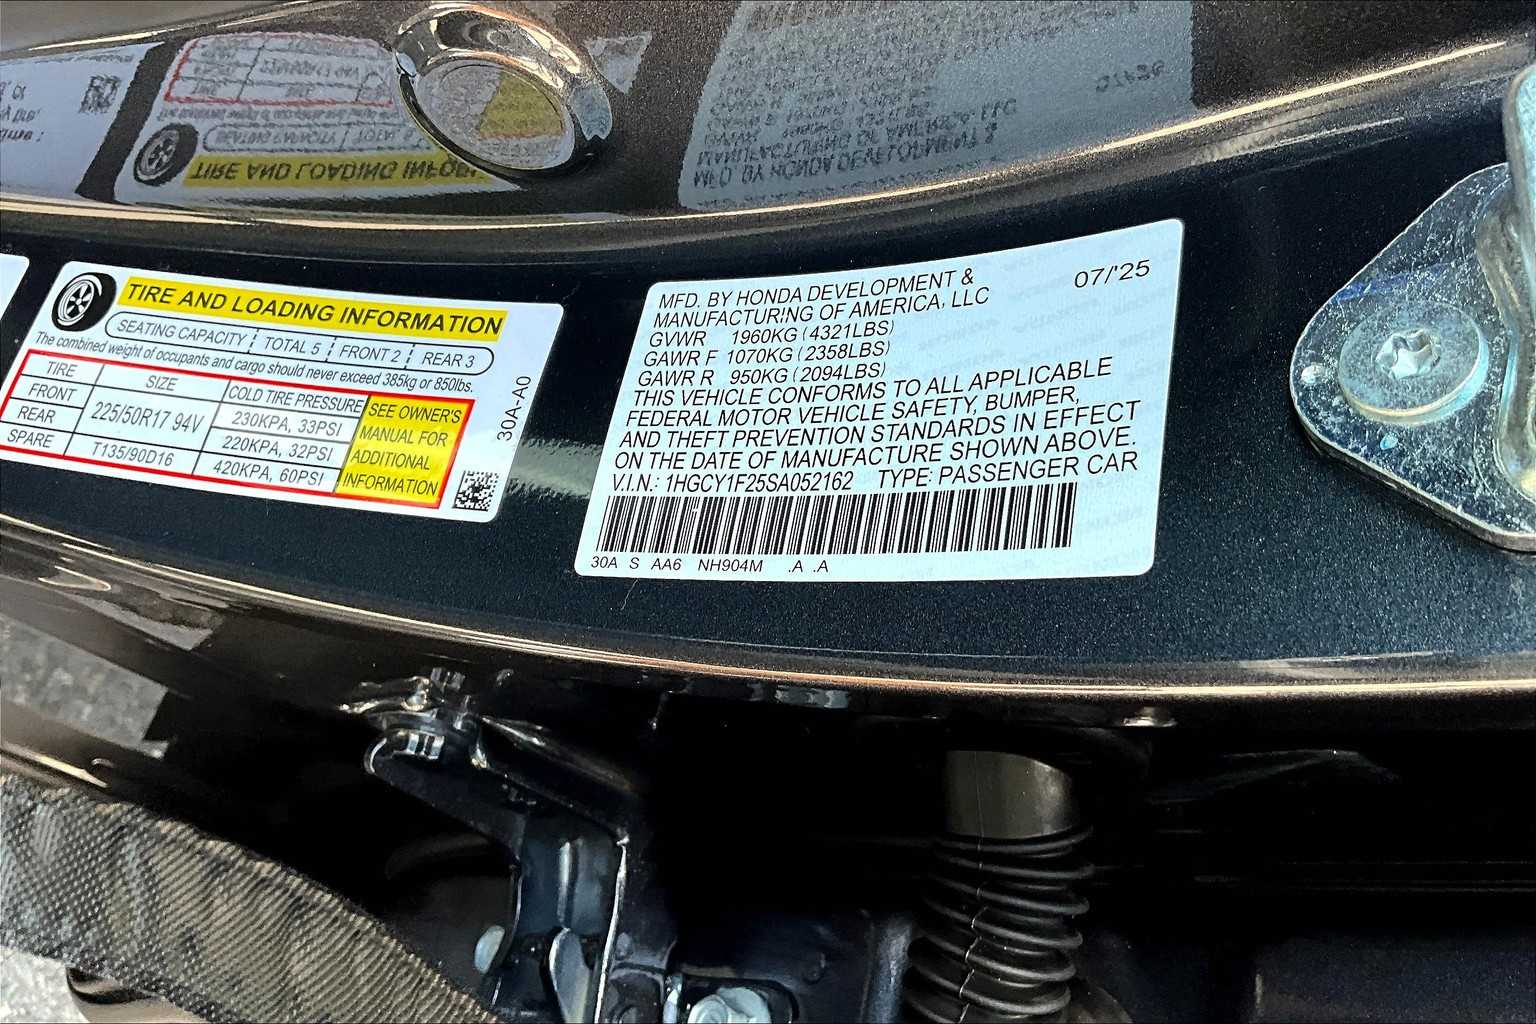 TIRE AND LOADING INFORMATION
SEATING CAPACITY TOTAL 5 FRONT 2 REAR 3
The combined weight of occupants and cargo should never exceed 385kg or 850lbs.
TIRE SIZE COLD TIRE PRESSURE
FRONT 225/50R17 94V 230KPA, 33PSI
REAR 220KPA, 32PSI
SPARE T135/90D16 420KPA, 60PSI
SEE OWNER'S
MANUAL FOR
ADDITIONAL
INFORMATION
30A-A0
MFD. BY HONDA DEVELOPMENT & 07/'25
MANUFACTURING OF AMERICA, LLC
GVWR 1960KG (4321LBS)
GAWR F 1070KG (2358LBS)
GAWR R 950KG (2094LBS)
THIS VEHICLE CONFORMS TO ALL APPLICABLE
FEDERAL MOTOR VEHICLE SAFETY, BUMPER,
AND THEFT PREVENTION STANDARDS IN EFFECT
ON THE DATE OF MANUFACTURE SHOWN ABOVE.
V.I.N.: 1HGCY1F25SA052162 TYPE: PASSENGER CAR
30A S AA6 NH904M .A .A